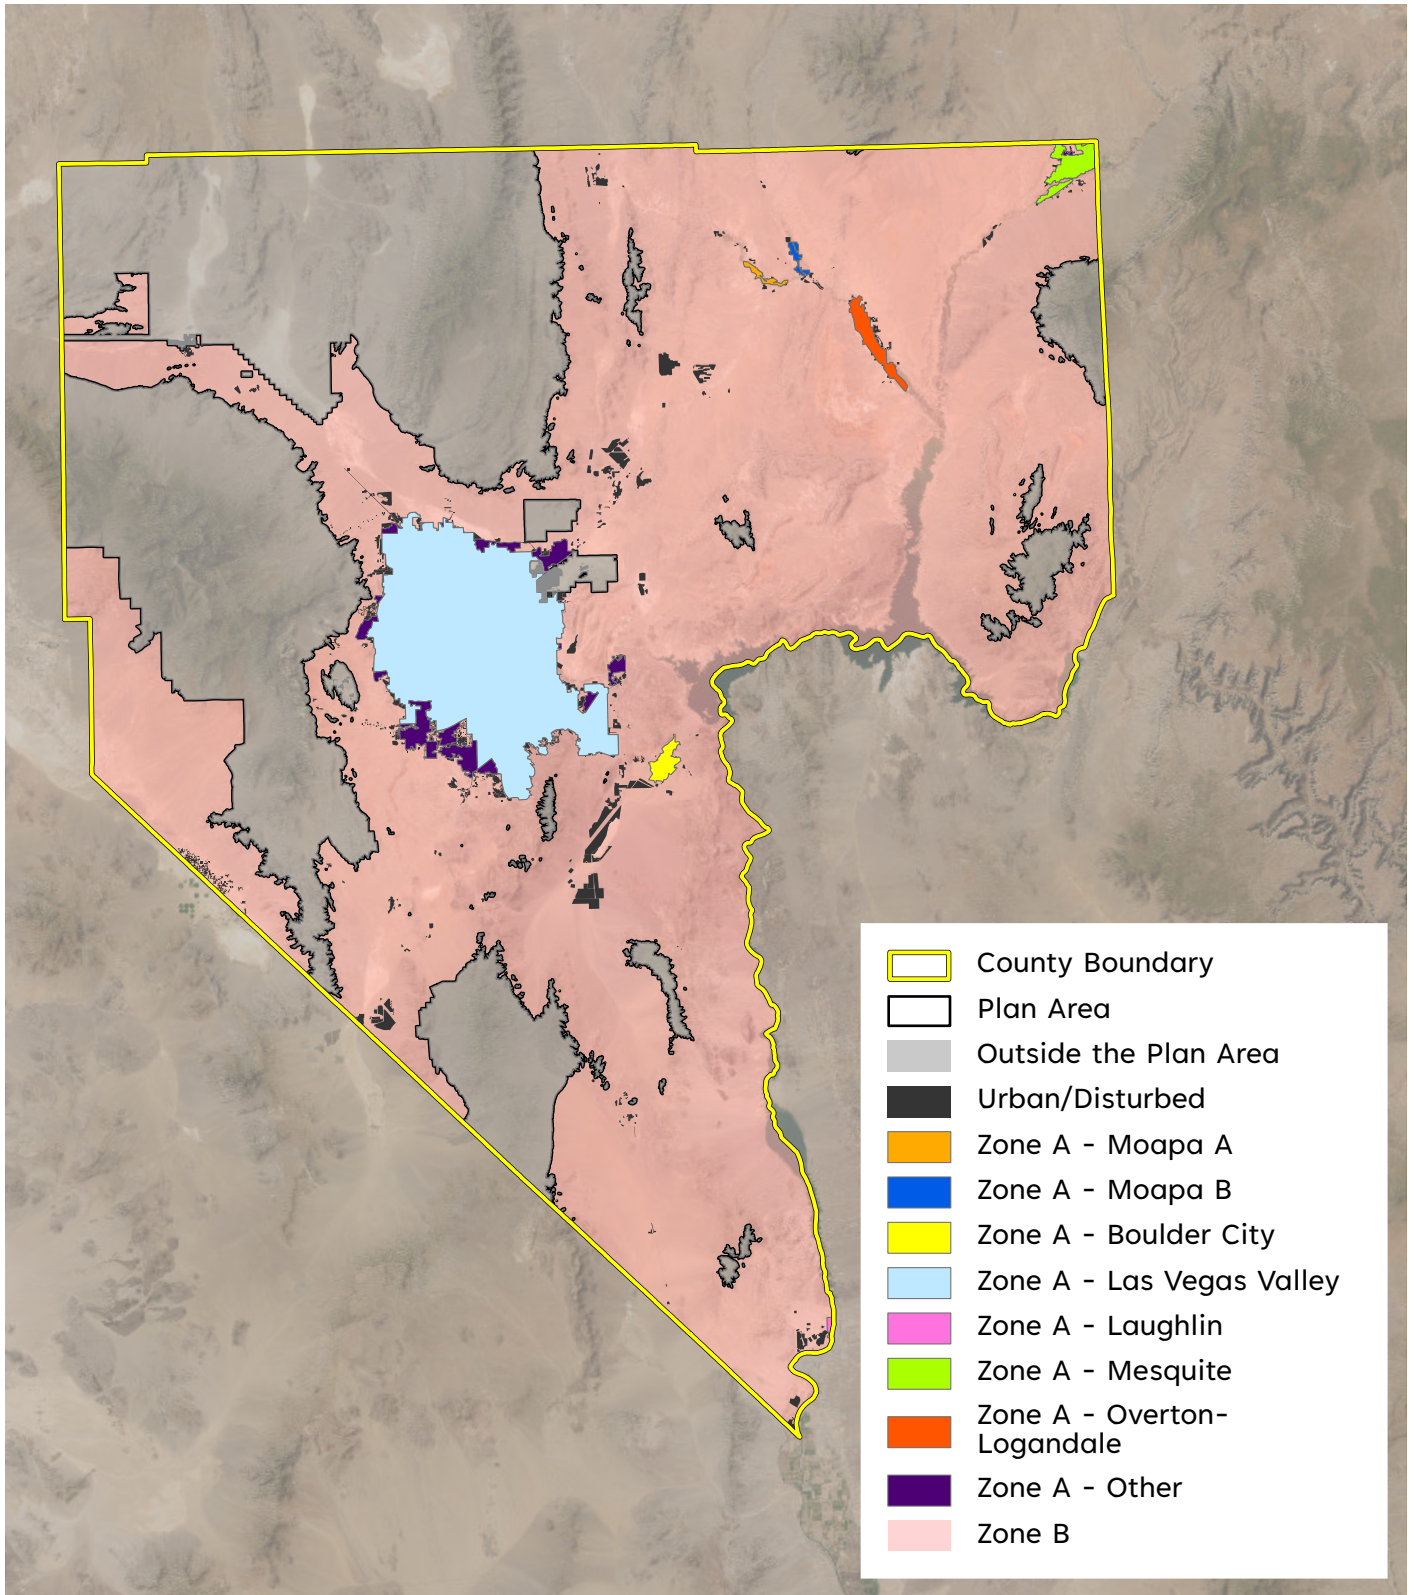 County Boundary
Plan Area
Outside the Plan Area
Urban/Disturbed
Zone A - Moapa A
Zone A - Moapa B
Zone A - Boulder City
Zone A - Las Vegas Valley
Zone A - Laughlin
Zone A - Mesquite
Zone A - Overton-
Logandale
Zone A - Other
Zone B